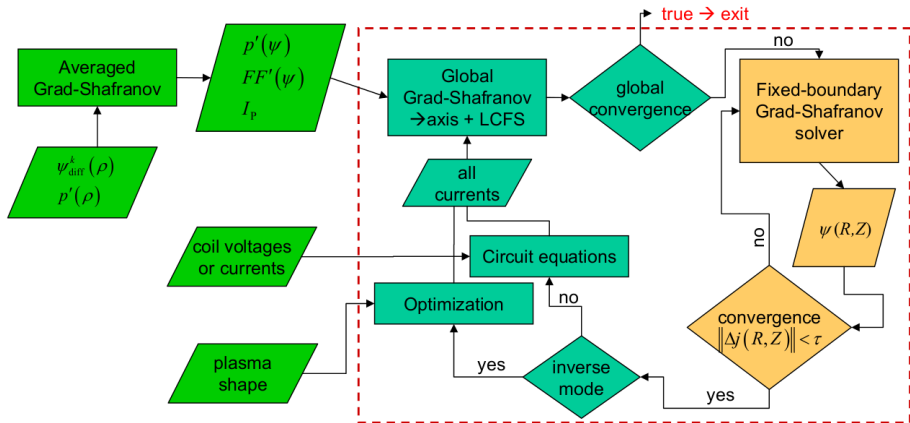 true → exit
Averaged
Grad-Shafranov
p′(ψ)
FF′(ψ)
I_P
Global
Grad-Shafranov
→axis + LCFS
global
convergence
no
Fixed-boundary
Grad-Shafranov
solver
ψ^k_diff(ρ)
p′(ρ)
all
currents
ψ(R,Z)
no
coil voltages
or currents
Circuit equations
Optimization
no
convergence
‖Δj(R,Z)‖<τ
plasma
shape
yes
inverse
mode
yes